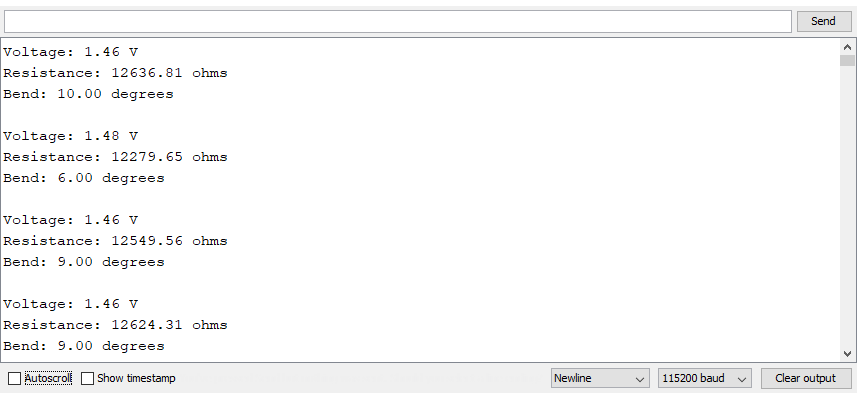 Send
Voltage: 1.46 V
Resistance: 12636.81 ohms
Bend: 10.00 degrees
Voltage: 1.48 V
Resistance: 12279.65 ohms
Bend: 6.00 degrees
Voltage: 1.46 V
Resistance: 12549.56 ohms
Bend: 9.00 degrees
Voltage: 1.46 V
Resistance: 12624.31 ohms
Bend: 9.00 degrees
Autoscroll Show timestamp Newline 115200 baud Clear output